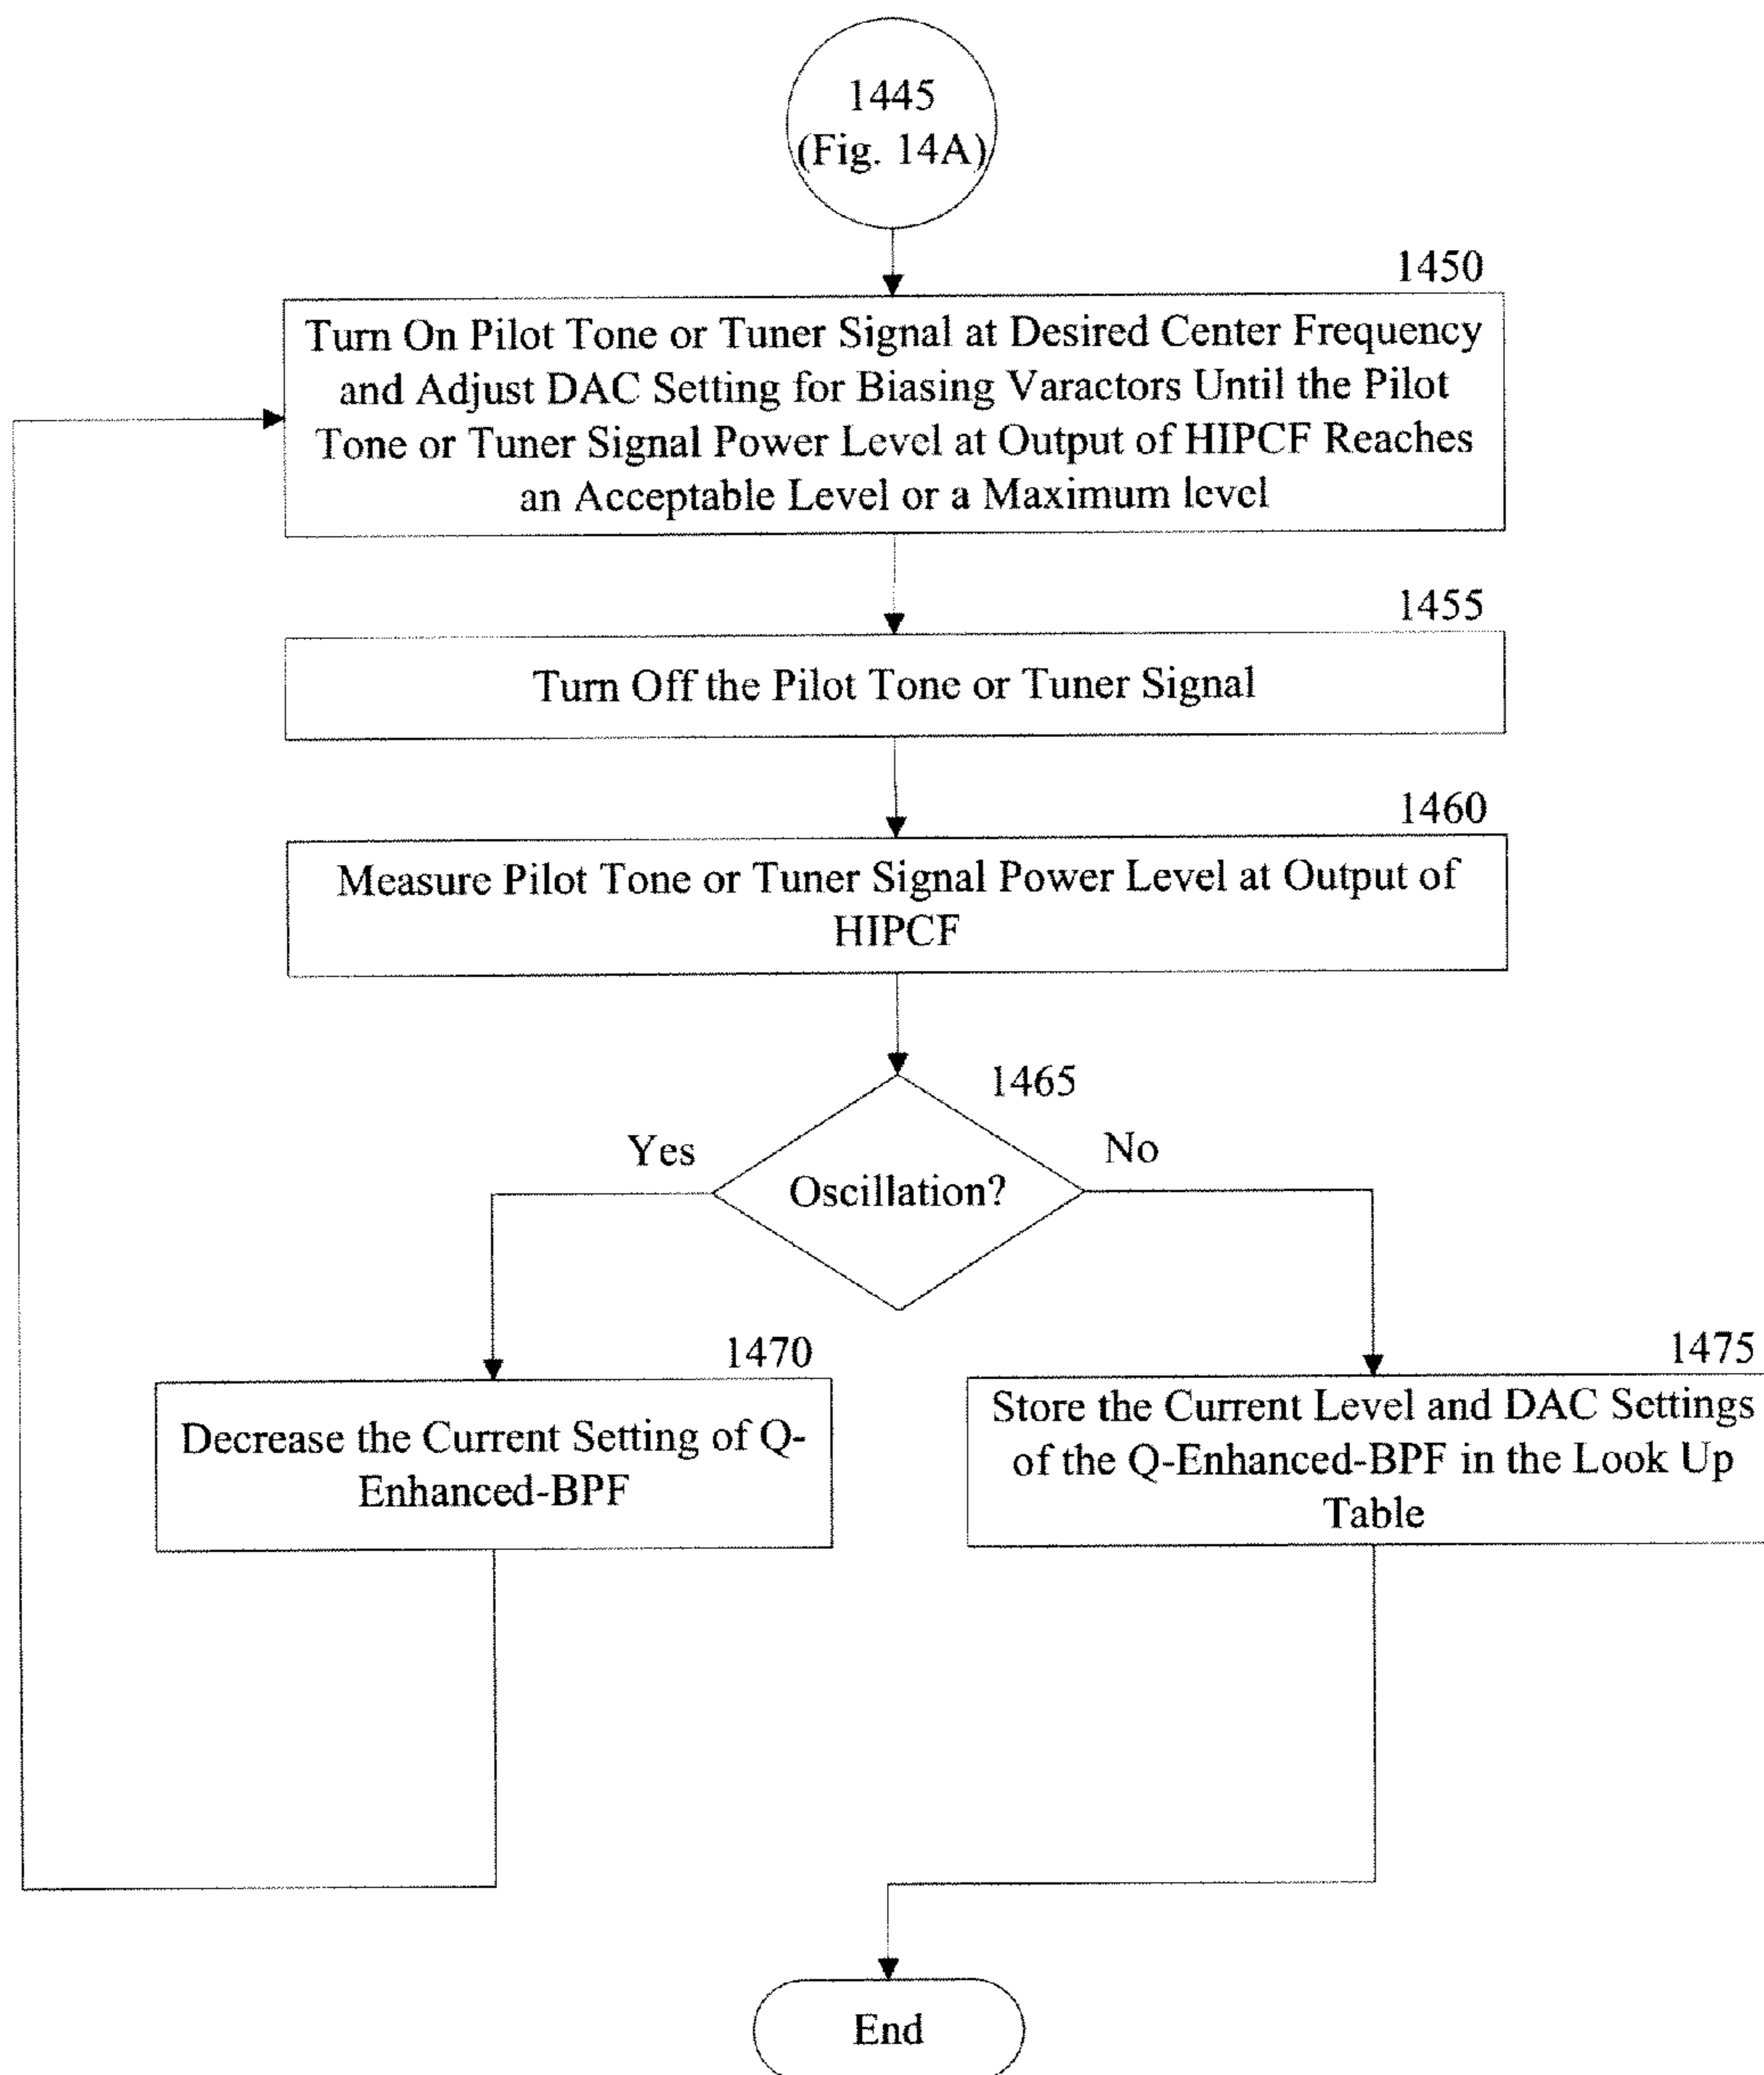 1445
(Fig. 14A)
1450
Turn On Pilot Tone or Tuner Signal at Desired Center Frequency
and Adjust DAC Setting for Biasing Varactors Until the Pilot
Tone or Tuner Signal Power Level at Output of HIPCF Reaches
an Acceptable Level or a Maximum level
1455
Turn Off the Pilot Tone or Tuner Signal
1460
Measure Pilot Tone or Tuner Signal Power Level at Output of
HIPCF
1465
Yes
No
Oscillation?
1470
Decrease the Current Setting of Q-
Enhanced-BPF
1475
Store the Current Level and DAC Settings
of the Q-Enhanced-BPF in the Look Up
Table
End